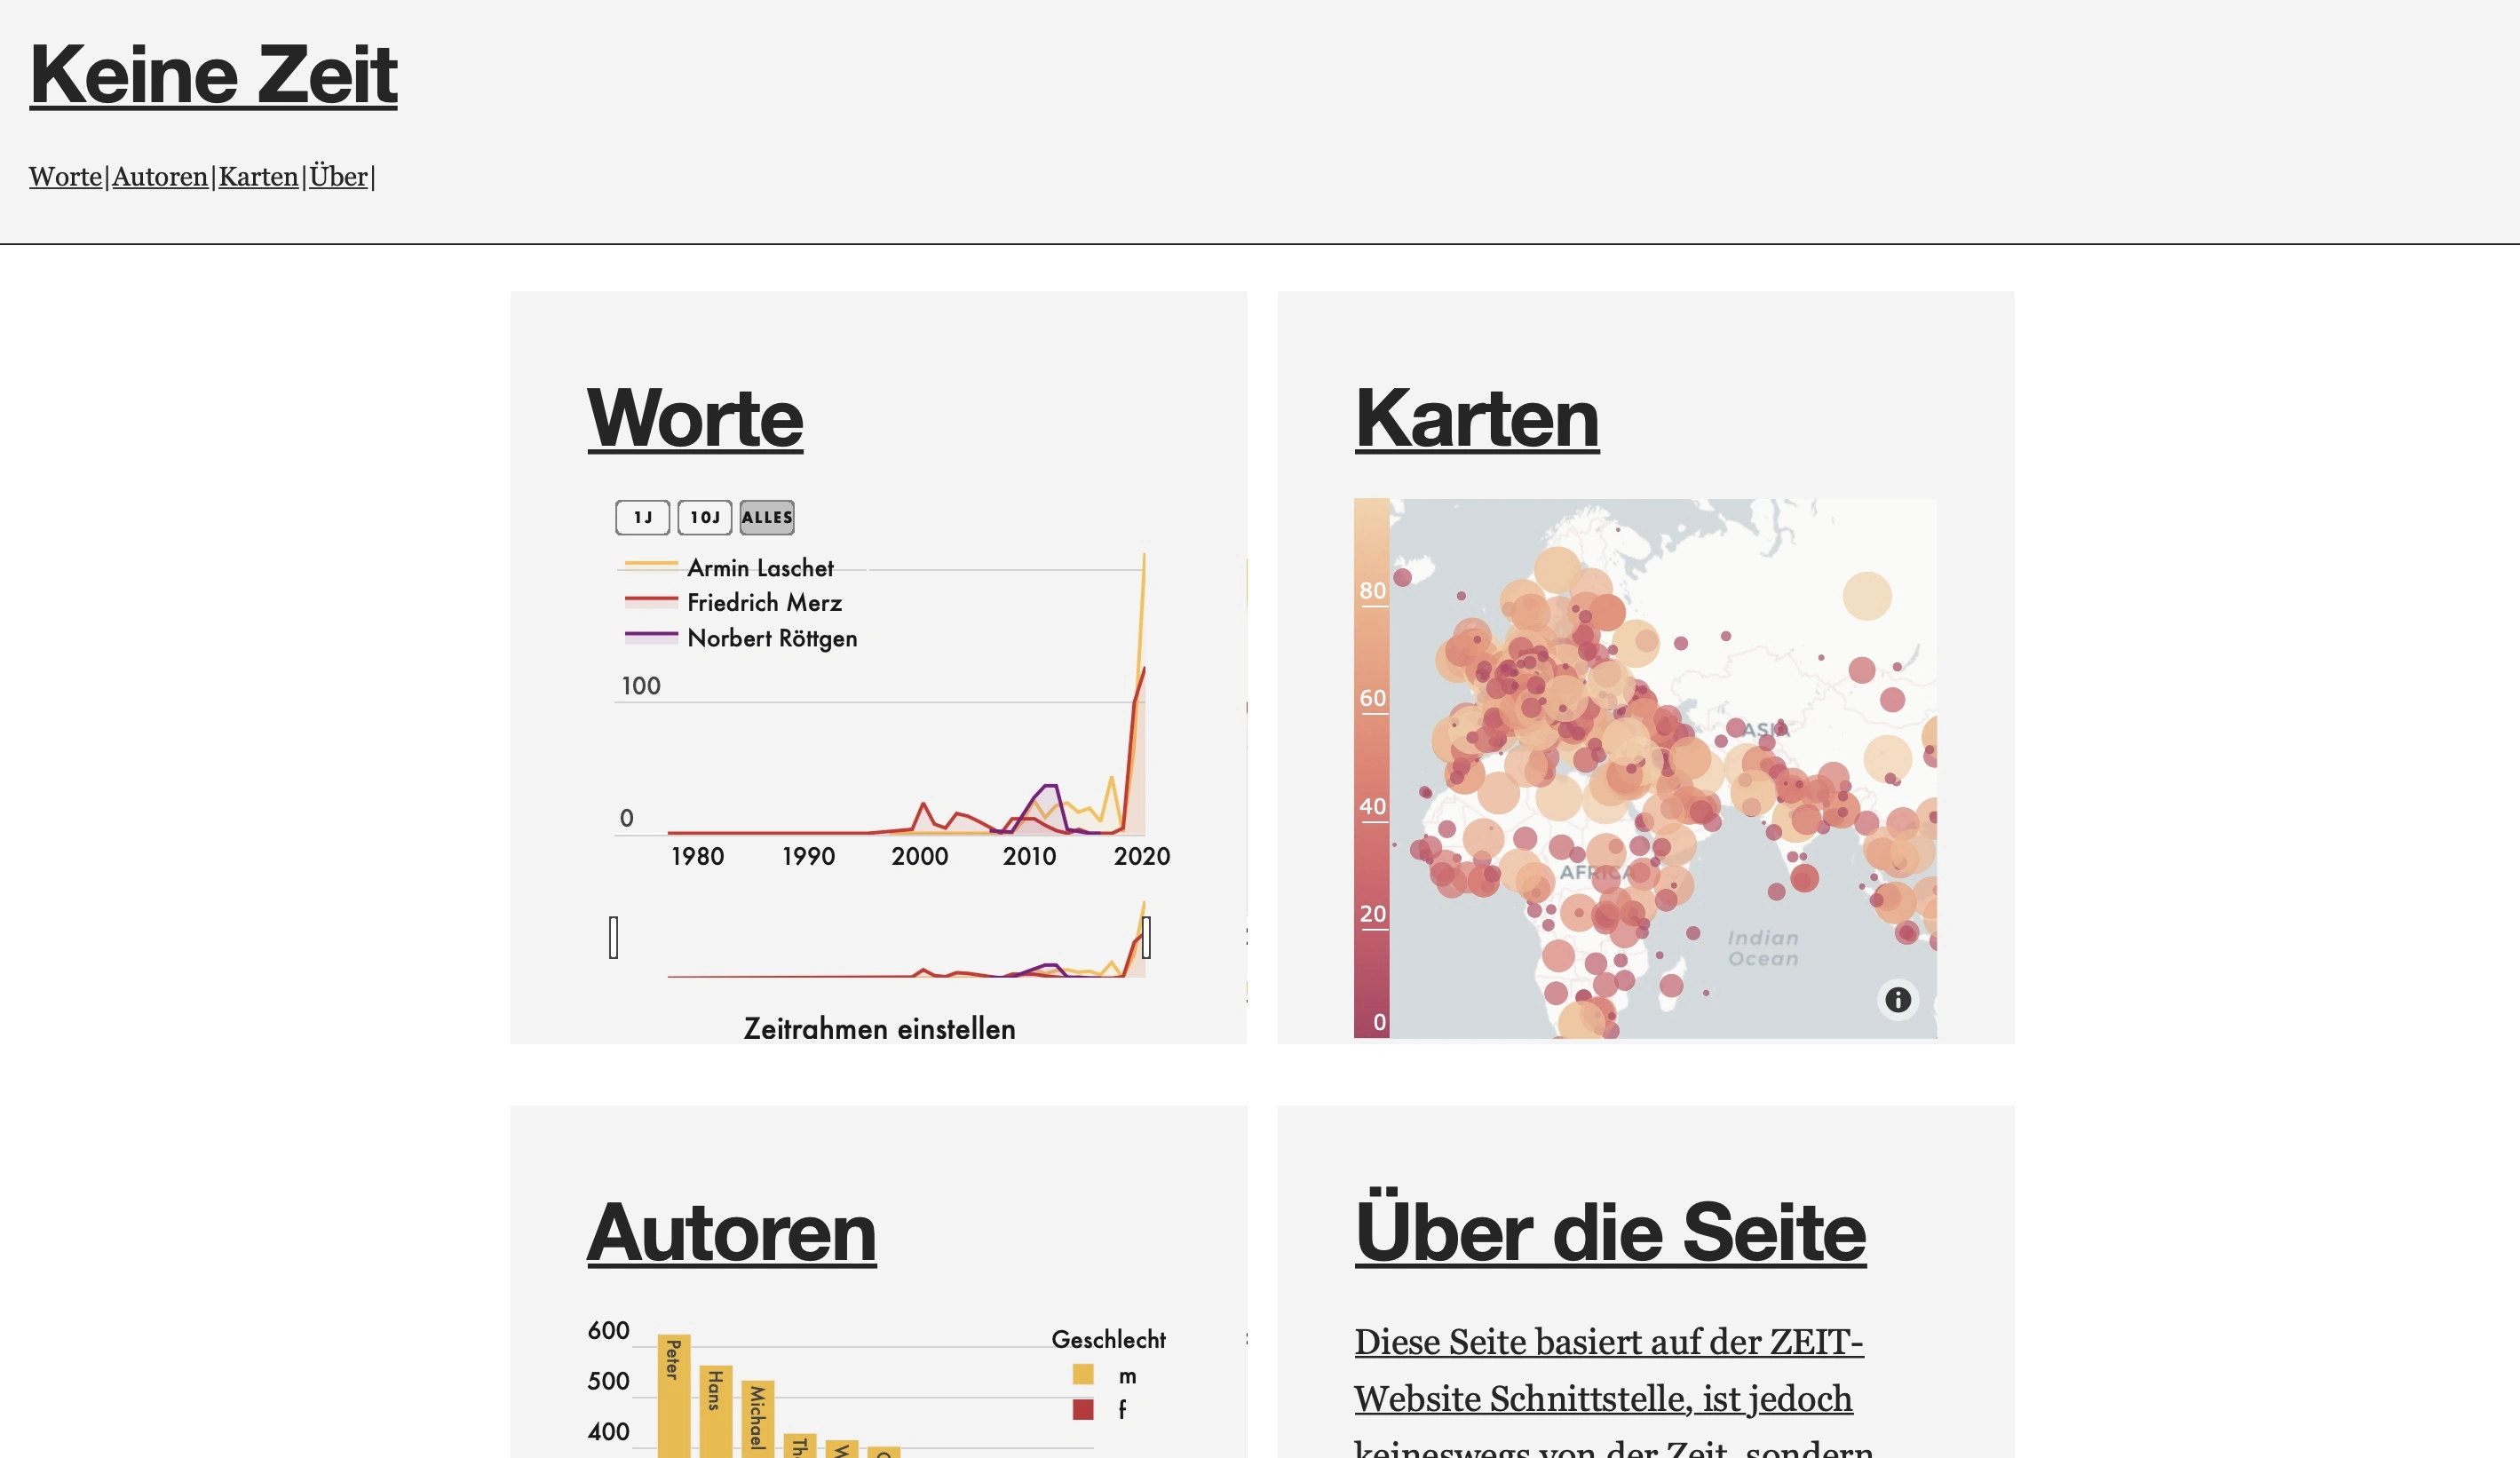 Keine Zeit
Worte|Autoren|Karten|Über|
Worte
1J 10J ALLES
Armin Laschet
Friedrich Merz
Norbert Röttgen
100
0
1980 1990 2000 2010 2020
Zeitrahmen einstellen
Karten
80
60
40
20
0
ASIA
AFRICA
Indian
Ocean
Autoren
600
500
400
Peter
Hans
Michael
Geschlecht
m
f
Über die Seite
Diese Seite basiert auf der ZEIT-
Website Schnittstelle, ist jedoch
keineswegs von der Zeit, sondern